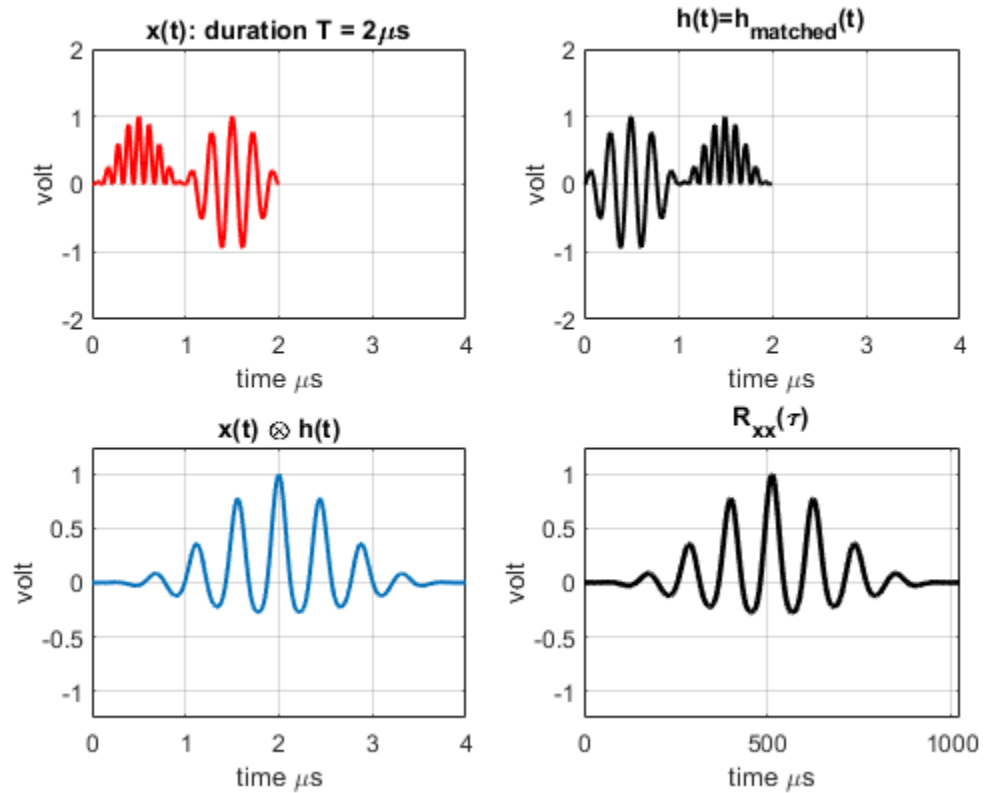 x(t): duration T = 2μs
2
1
0
-1
-2
volt
0 1 2 3 4
time μs
h(t)=h_matched(t)
2
1
0
-1
-2
volt
0 1 2 3 4
time μs
x(t) ⊗ h(t)
1
0.5
0
-0.5
-1
volt
0 1 2 3 4
time μs
R_xx(τ)
1
0.5
0
-0.5
-1
volt
0 500 1000
time μs